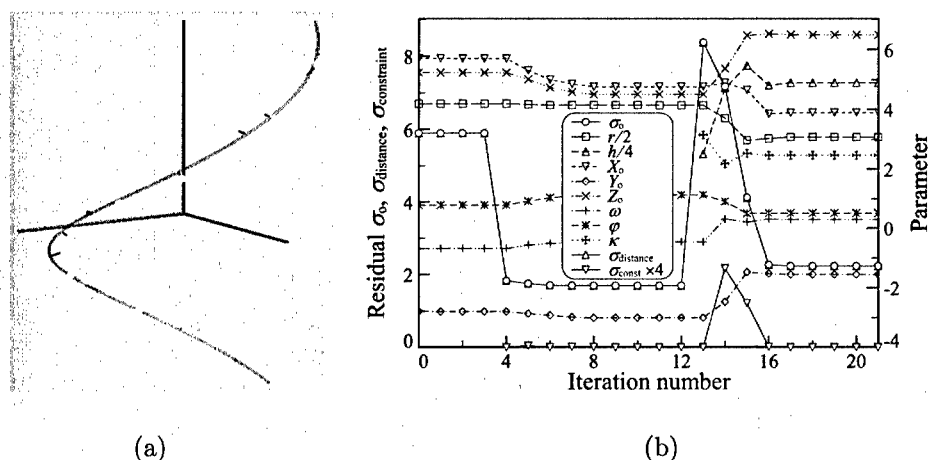 Residual σₒ, σdistance, σconstraint
8
6
4
2
0
6
4
2
0
-2
-4
Parameter
σₒ
r/2
h/4
Xₒ
Yₒ
Zₒ
ω
φ
κ
σdistance
σconst ×4
0 4 8 12 16 20
Iteration number
(a) (b)